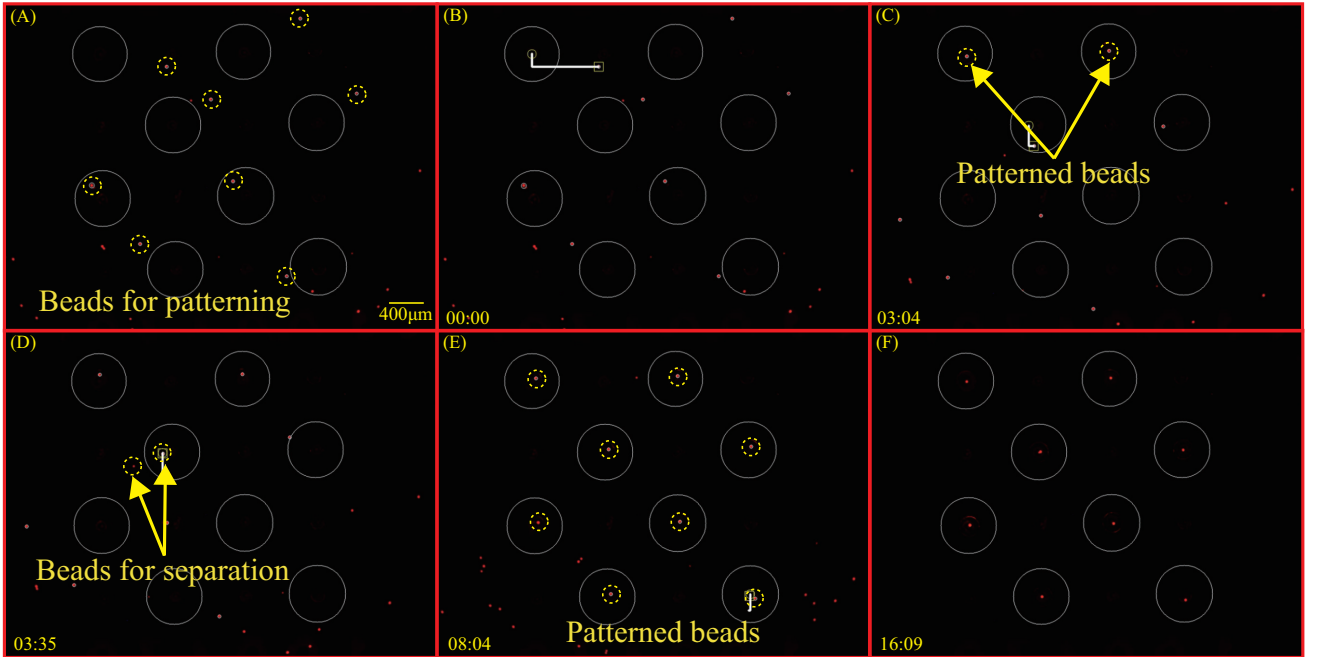 (A)
Beads for patterning
400μm
(B)
00:00
(C)
Patterned beads
03:04
(D)
Beads for separation
03:35
(E)
Patterned beads
08:04
(F)
16:09